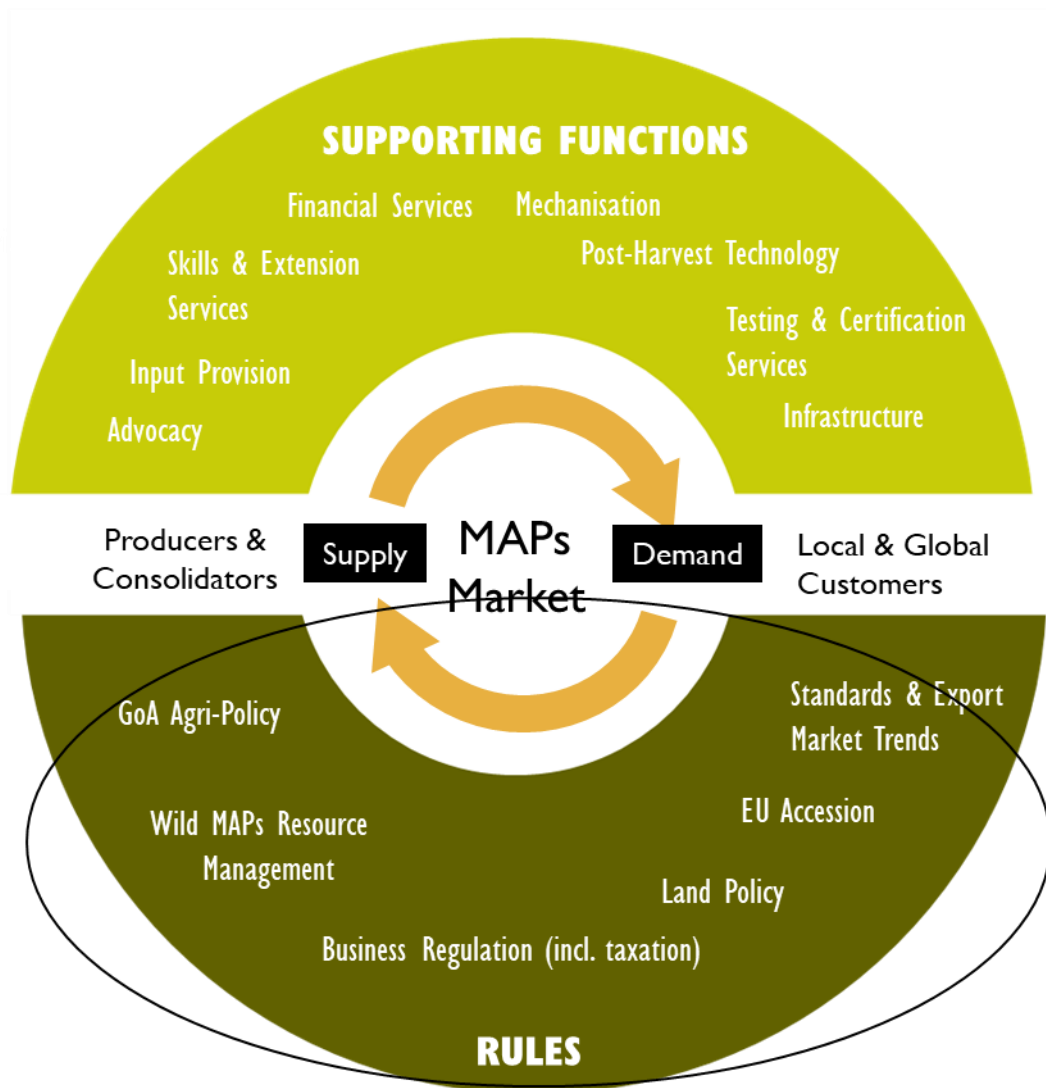 SUPPORTING FUNCTIONS
Financial Services
Mechanisation
Post-Harvest Technology
Skills & Extension
Services
Testing & Certification
Services
Input Provision
Infrastructure
Advocacy
Producers &
Consolidators
Supply
MAPs
Market
Demand
Local & Global
Customers
GoA Agri-Policy
Standards & Export
Market Trends
Wild MAPs Resource
Management
EU Accession
Land Policy
Business Regulation (incl. taxation)
RULES